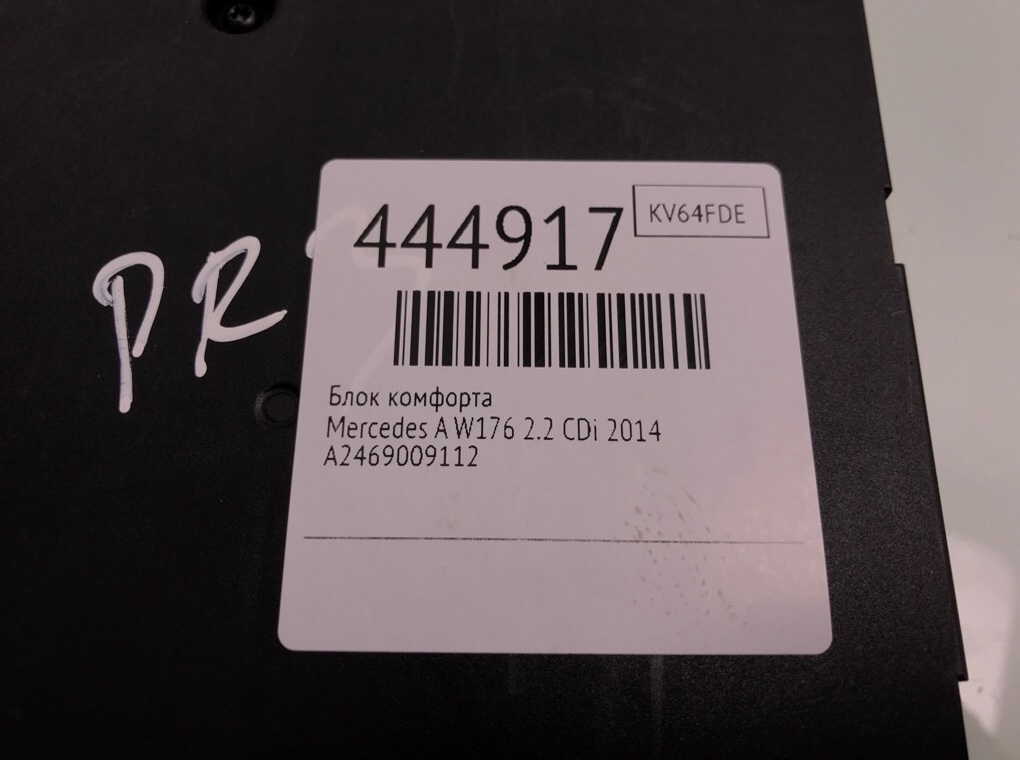 444917
KV64FDE
PR
Блок комфорта
Mercedes A W176 2.2 CDi 2014
A2469009112